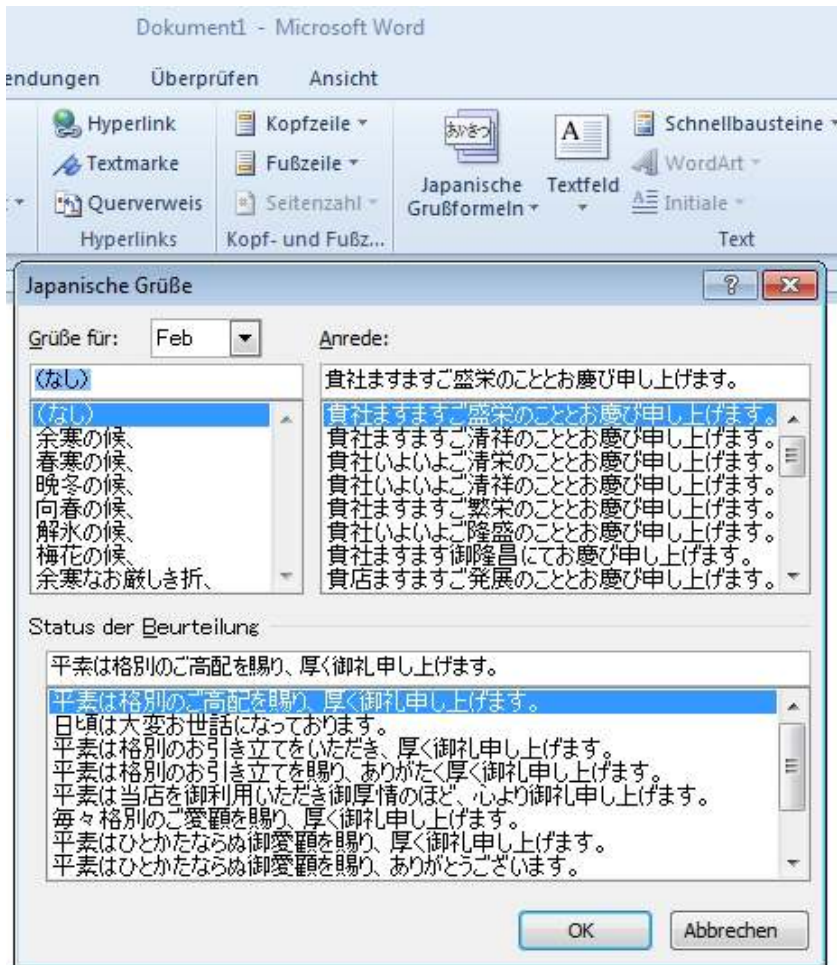 Dokument1 - Microsoft Word
endungen Überprüfen Ansicht
Hyperlink
Textmarke
Querverweis
Hyperlinks
Kopfzeile
Fußzeile
Seitenzahl
Kopf- und Fußz...
あいさつ
Japanische
Grußformeln
A
Textfeld
Schnellbausteine
WordArt
Initiale
Text
Japanische Grüße
Grüße für: Feb
(なし)
(なし)
余寒の候、
春寒の候、
晩冬の候、
向春の候、
解氷の候、
梅花の候、
余寒なお厳しき折、
Anrede:
貴社ますますご盛栄のこととお慶び申し上げます。
貴社ますますご盛栄のこととお慶び申し上げます。
貴社ますますご清祥のこととお慶び申し上げます。
貴社いよいよご清栄のこととお慶び申し上げます。
貴社いよいよご清祥のこととお慶び申し上げます。
貴社ますますご繁栄のこととお慶び申し上げます。
貴社いよいよご隆盛のこととお慶び申し上げます。
貴社ますます御隆昌にてお慶び申し上げます。
貴店ますますご発展のこととお慶び申し上げます。
Status der Beurteilung
平素は格別のご高配を賜り、厚く御礼申し上げます。
平素は格別のご高配を賜り、厚く御礼申し上げます。
日頃は大変お世話になっております。
平素は格別のお引き立てをいただき、厚く御礼申し上げます。
平素は格別のお引き立てを賜り、ありがたく厚く御礼申し上げます。
平素は当店を御利用いただき御厚情のほど、心より御礼申し上げます。
毎々格別のご愛顧を賜り、厚く御礼申し上げます。
平素はひとかたならぬ御愛顧を賜り、厚く御礼申し上げます。
平素はひとかたならぬ御愛顧を賜り、ありがとうございます。
OK Abbrechen